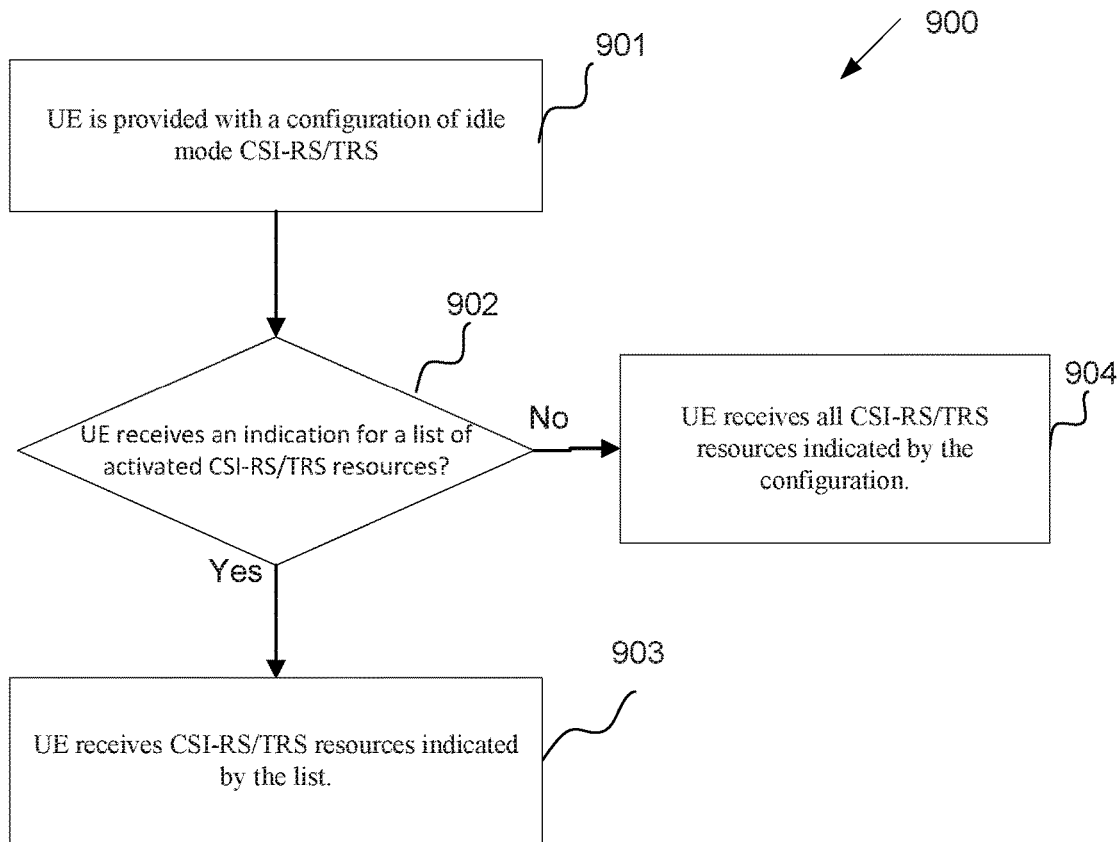 900
901
UE is provided with a configuration of idle
mode CSI-RS/TRS
902
UE receives an indication for a list of
activated CSI-RS/TRS resources?
No
904
UE receives all CSI-RS/TRS
resources indicated by the
configuration.
Yes
903
UE receives CSI-RS/TRS resources indicated
by the list.